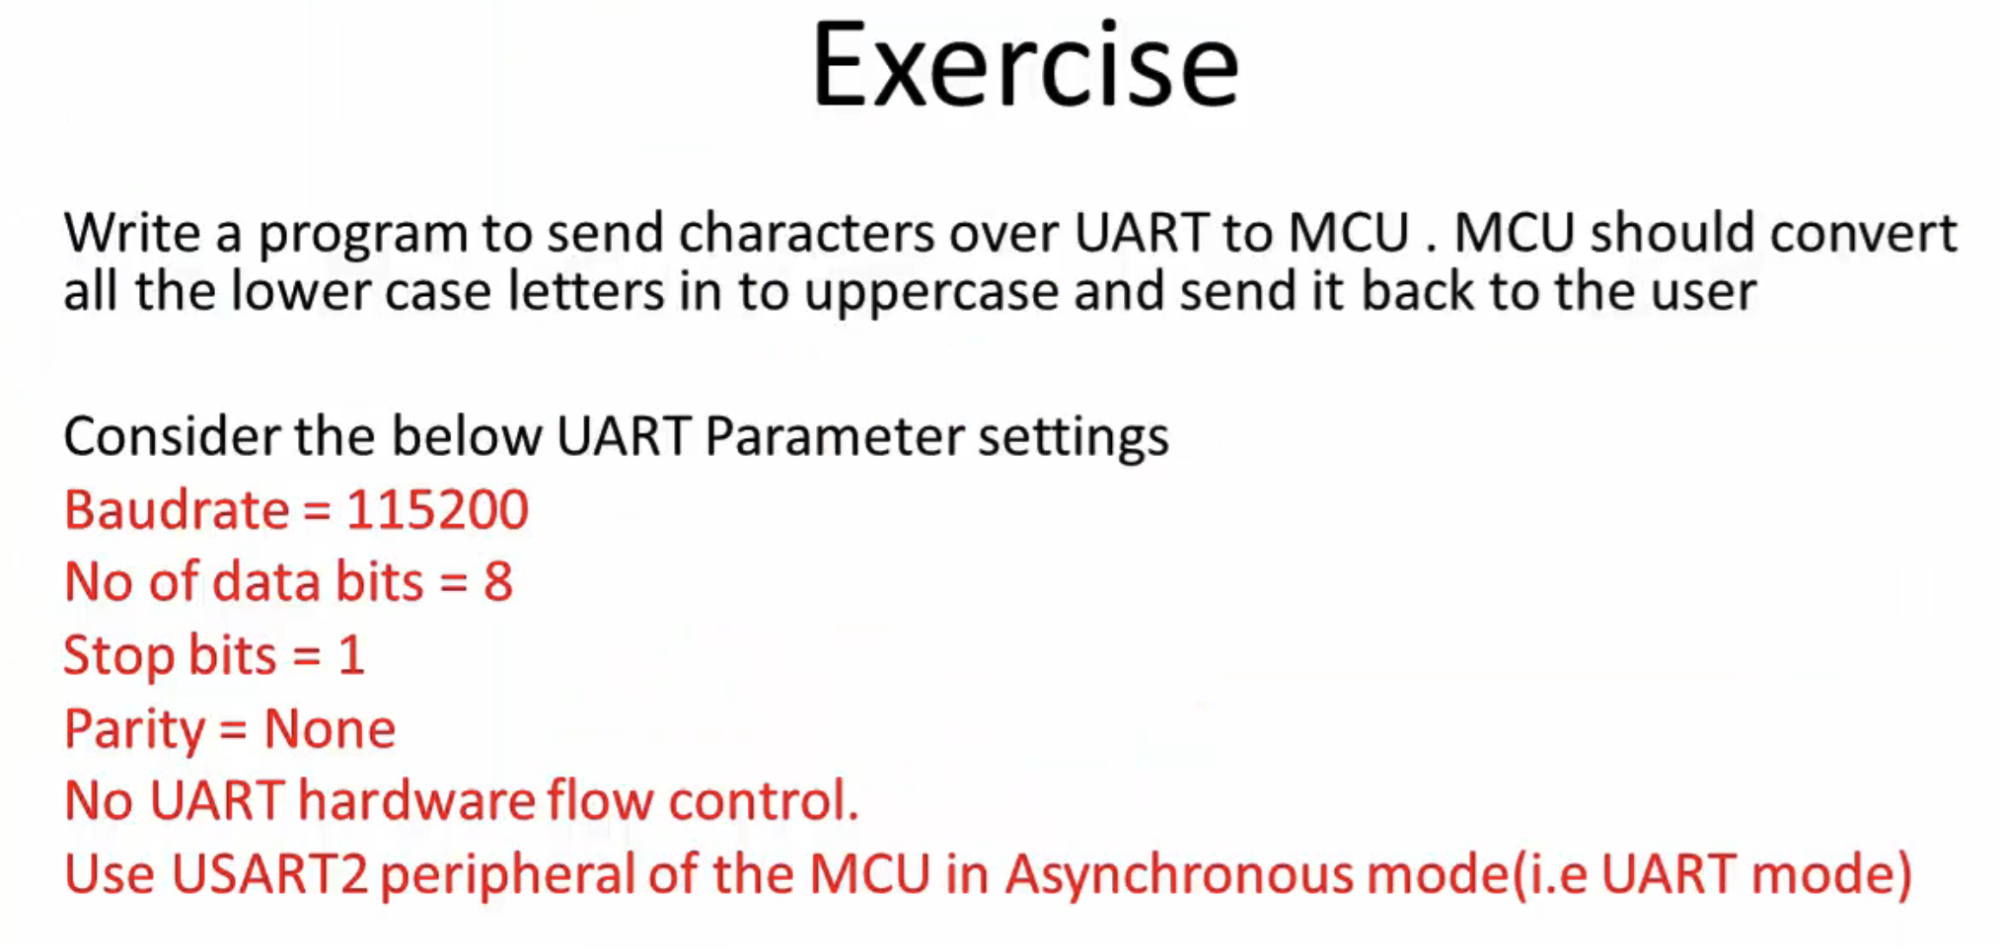 Exercise
Write a program to send characters over UART to MCU . MCU should convert
all the lower case letters in to uppercase and send it back to the user
Consider the below UART Parameter settings
Baudrate = 115200
No of data bits = 8
Stop bits = 1
Parity = None
No UART hardware flow control.
Use USART2 peripheral of the MCU in Asynchronous mode(i.e UART mode)